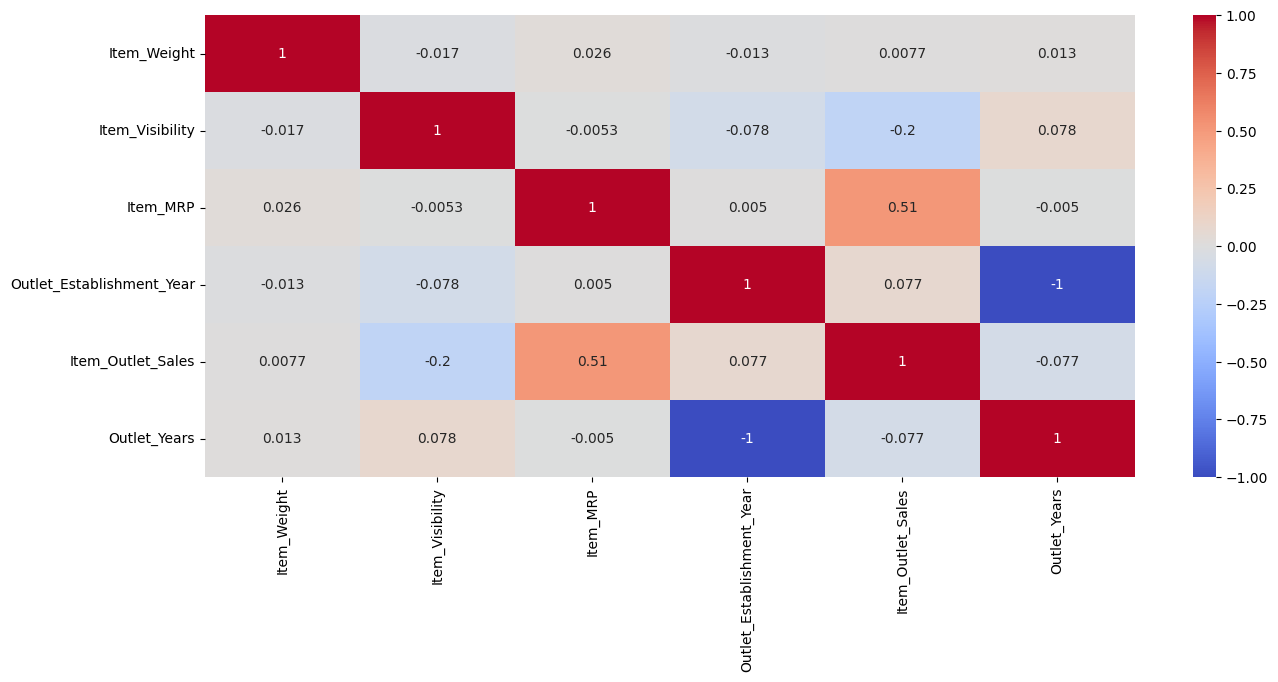 Item_Weight 1 -0.017 0.026 -0.013 0.0077 0.013
Item_Visibility -0.017 1 -0.0053 -0.078 -0.2 0.078
Item_MRP 0.026 -0.0053 1 0.005 0.51 -0.005
Outlet_Establishment_Year -0.013 -0.078 0.005 1 0.077 -1
Item_Outlet_Sales 0.0077 -0.2 0.51 0.077 1 -0.077
Outlet_Years 0.013 0.078 -0.005 -1 -0.077 1
Item_Weight
Item_Visibility
Item_MRP
Outlet_Establishment_Year
Item_Outlet_Sales
Outlet_Years
1.00
0.75
0.50
0.25
0.00
−0.25
−0.50
−0.75
−1.00